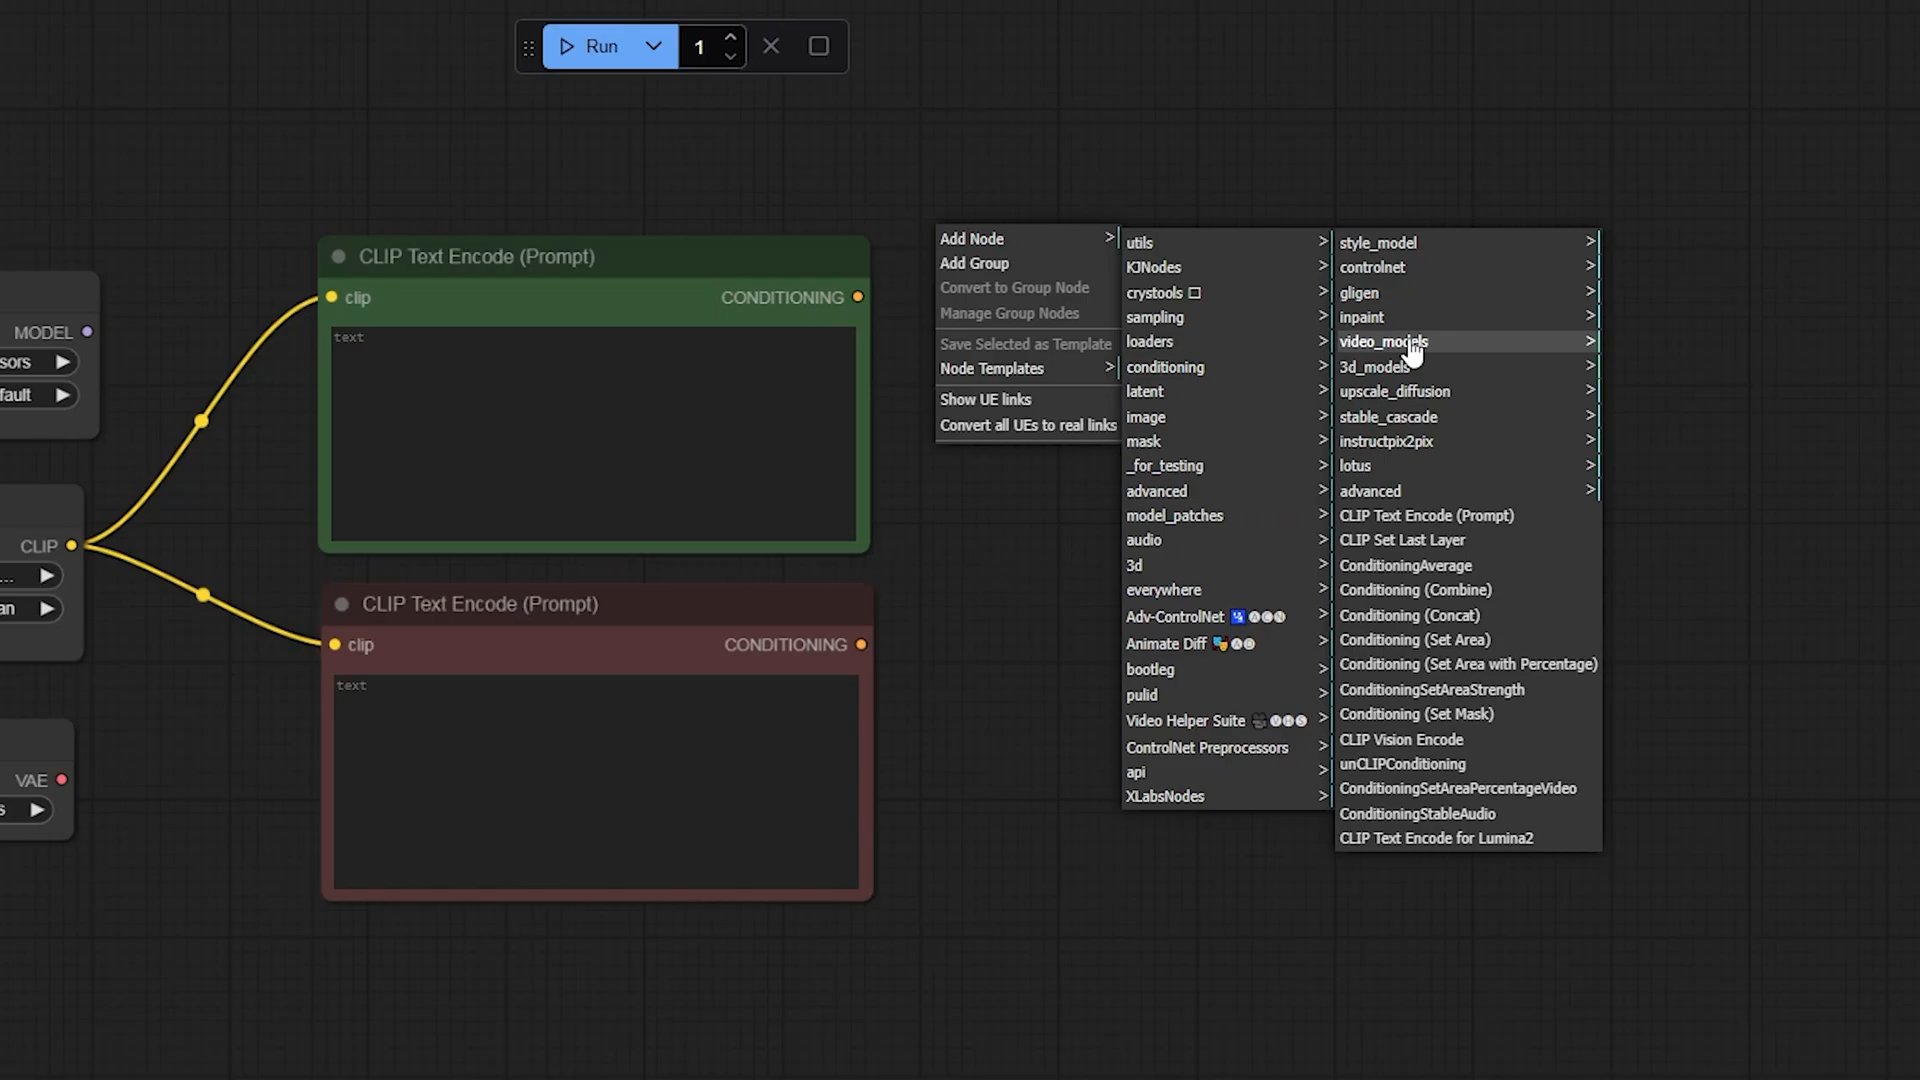 Run
1
MODEL
sors
fault
CLIP
...
an
VAE
s
CLIP Text Encode (Prompt)
clip
CONDITIONING
text
CLIP Text Encode (Prompt)
clip
CONDITIONING
text
Add Node
Add Group
Convert to Group Node
Manage Group Nodes
Save Selected as Template
Node Templates
Show UE links
Convert all UEs to real links
utils
KJNodes
crystools
sampling
loaders
conditioning
latent
image
mask
_for_testing
advanced
model_patches
audio
3d
everywhere
Adv-ControlNet 🛂🅐🅒🅝
Animate Diff 🎭🅐🅓
bootleg
pulid
Video Helper Suite 🎥🅥🅗🅢
ControlNet Preprocessors
api
XLabsNodes
style_model
controlnet
gligen
inpaint
video_models
3d_models
upscale_diffusion
stable_cascade
instructpix2pix
lotus
advanced
CLIP Text Encode (Prompt)
CLIP Set Last Layer
ConditioningAverage
Conditioning (Combine)
Conditioning (Concat)
Conditioning (Set Area)
Conditioning (Set Area with Percentage)
ConditioningSetAreaStrength
Conditioning (Set Mask)
CLIP Vision Encode
unCLIPConditioning
ConditioningSetAreaPercentageVideo
ConditioningStableAudio
CLIP Text Encode for Lumina2